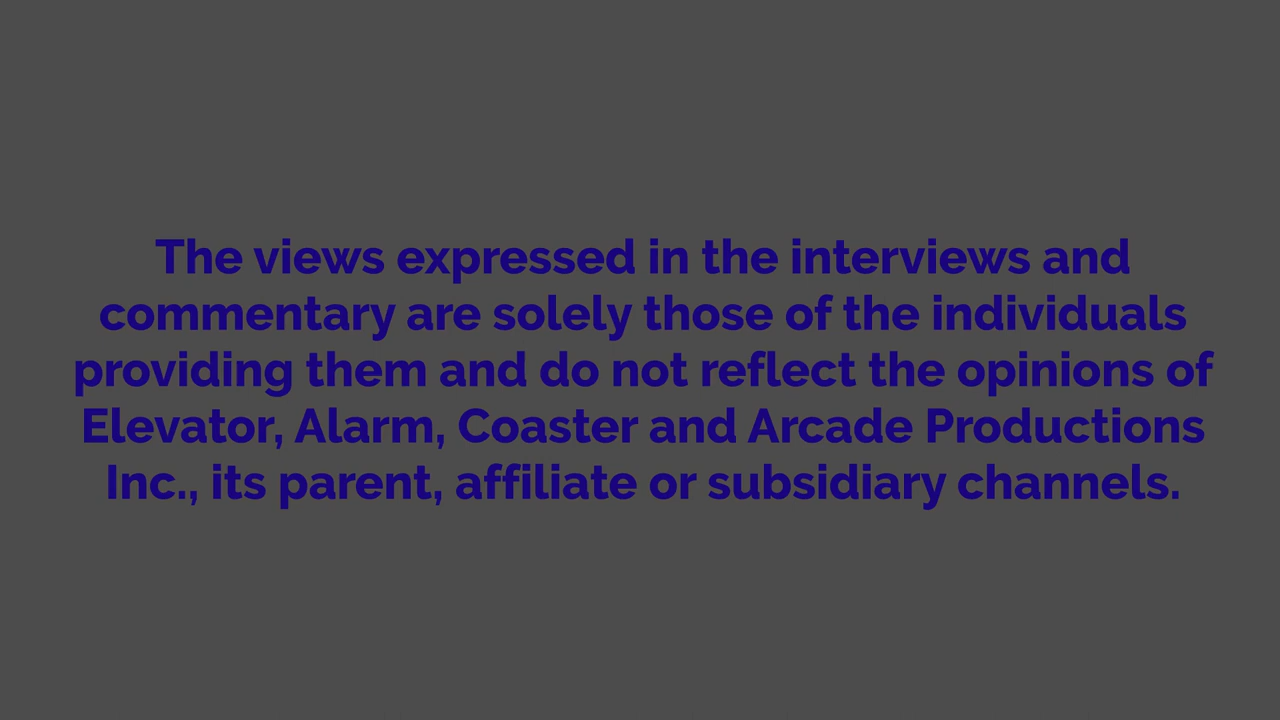 The views expressed in the interviews and
commentary are solely those of the individuals
providing them and do not reflect the opinions of
Elevator, Alarm, Coaster and Arcade Productions
Inc., its parent, affiliate or subsidiary channels.